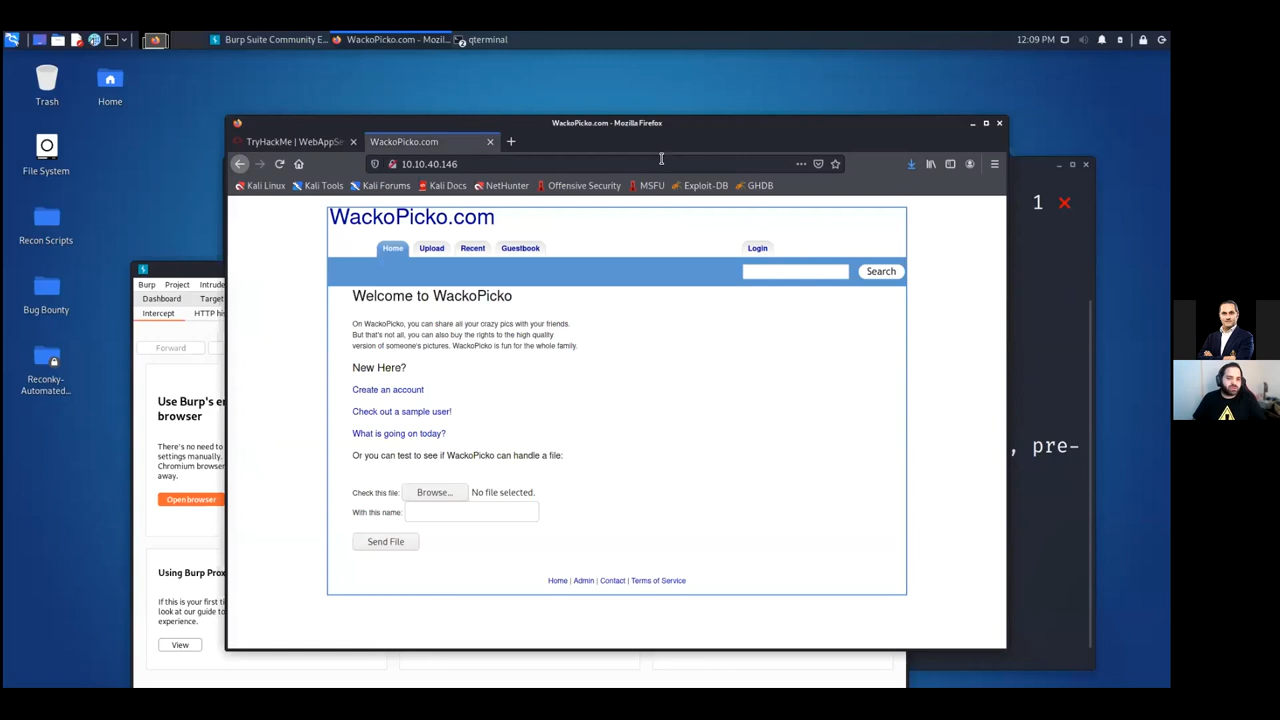 Burp Suite Community E...
WackoPicko.com - Mozil...
qterminal
12:09 PM
Trash
Home
File System
Recon Scripts
Bug Bounty
Reconky-
Automated...
WackoPicko.com - Mozilla Firefox
TryHackMe | WebAppSe
WackoPicko.com
10.10.40.146
Kali Linux
Kali Tools
Kali Forums
Kali Docs
NetHunter
Offensive Security
MSFU
Exploit-DB
GHDB
WackoPicko.com
Home
Upload
Recent
Guestbook
Login
Search
Welcome to WackoPicko
On WackoPicko, you can share all your crazy pics with your friends.
But that's not all, you can also buy the rights to the high quality
version of someone's pictures. WackoPicko is fun for the whole family.
New Here?
Create an account
Check out a sample user!
What is going on today?
Or you can test to see if WackoPicko can handle a file:
Check this file:
Browse...
No file selected.
With this name:
Send File
Home | Admin | Contact | Terms of Service
Burp
Project
Intrude
Dashboard
Target
Intercept
HTTP his
Forward
Use Burp's e
browser
There's no need to
settings manually.
Chromium browser
away.
Open browser
Using Burp Prox
If this is your first ti
look at our guide to
experience.
View
1
, pre-